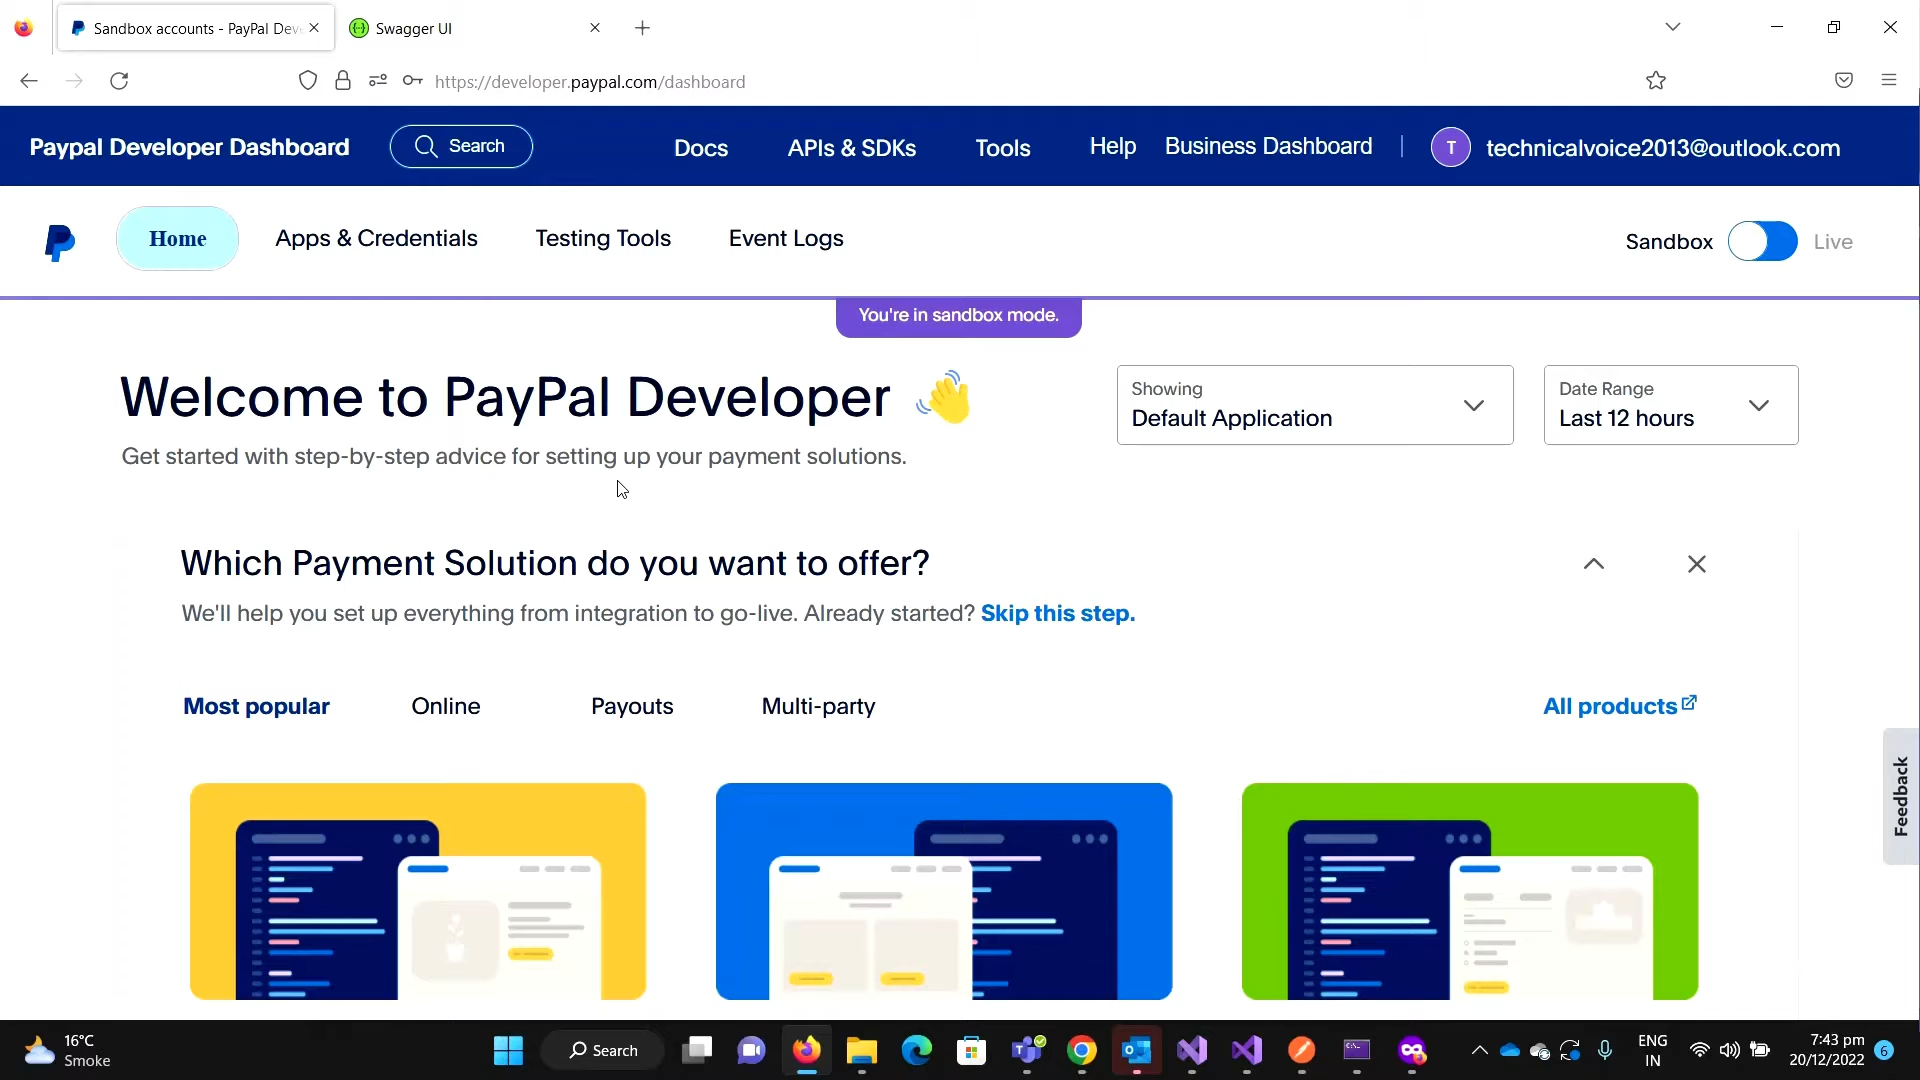 Sandbox accounts - PayPal Dev
Swagger UI
https://developer.paypal.com/dashboard
Paypal Developer Dashboard
Search
Docs
APIs & SDKs
Tools
Help
Business Dashboard
T
technicalvoice2013@outlook.com
Home
Apps & Credentials
Testing Tools
Event Logs
Sandbox
Live
You're in sandbox mode.
Welcome to PayPal Developer
Get started with step-by-step advice for setting up your payment solutions.
Showing
Default Application
Date Range
Last 12 hours
Which Payment Solution do you want to offer?
We'll help you set up everything from integration to go-live. Already started? Skip this step.
Most popular
Online
Payouts
Multi-party
All products
Feedback
16°C
Smoke
Search
ENG
IN
7:43 pm
20/12/2022
6